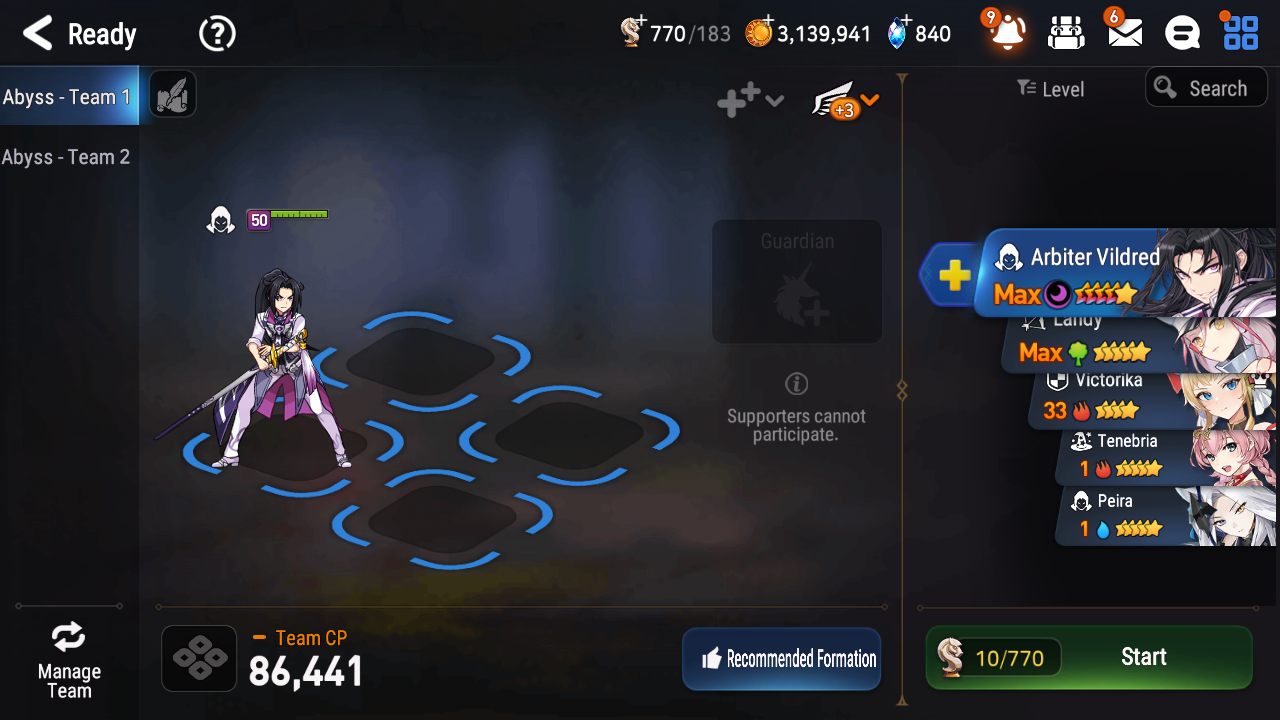 Ready
?
770/183
3,139,941
840
9
6
Abyss - Team 1
Abyss - Team 2
+3
Level
Search
50
Guardian
Supporters cannot
participate.
Arbiter Vildred
Max
Landy
Max
Victorika
33
Tenebria
1
Peira
1
Manage
Team
Team CP
86,441
Recommended Formation
10/770
Start